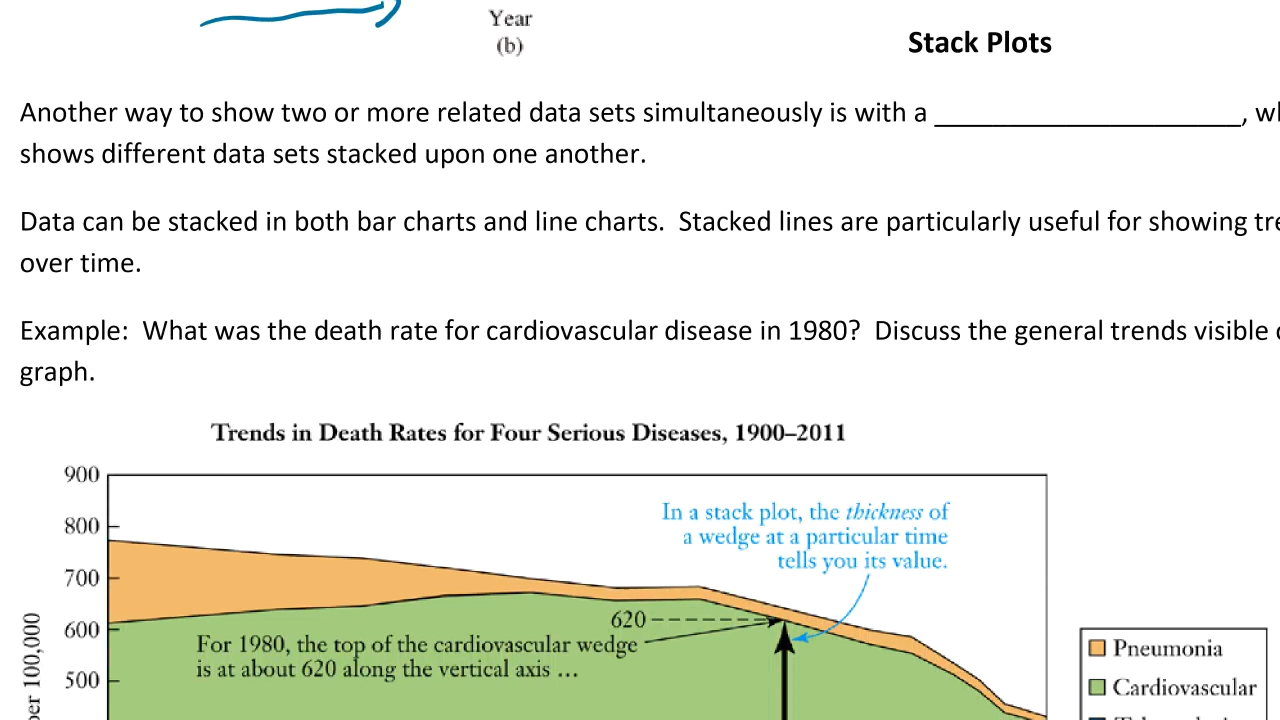 Year
(b)
Stack Plots
Another way to show two or more related data sets simultaneously is with a ______________________,
shows different data sets stacked upon one another.
Data can be stacked in both bar charts and line charts.  Stacked lines are particularly useful for showing
over time.
Example:  What was the death rate for cardiovascular disease in 1980?  Discuss the general trends visible
graph.
Trends in Death Rates for Four Serious Diseases, 1900–2011
900
800
700
600
500
per 100,000
In a stack plot, the thickness of
a wedge at a particular time
tells you its value.
620
For 1980, the top of the cardiovascular wedge
is at about 620 along the vertical axis ...
Pneumonia
Cardiovascular